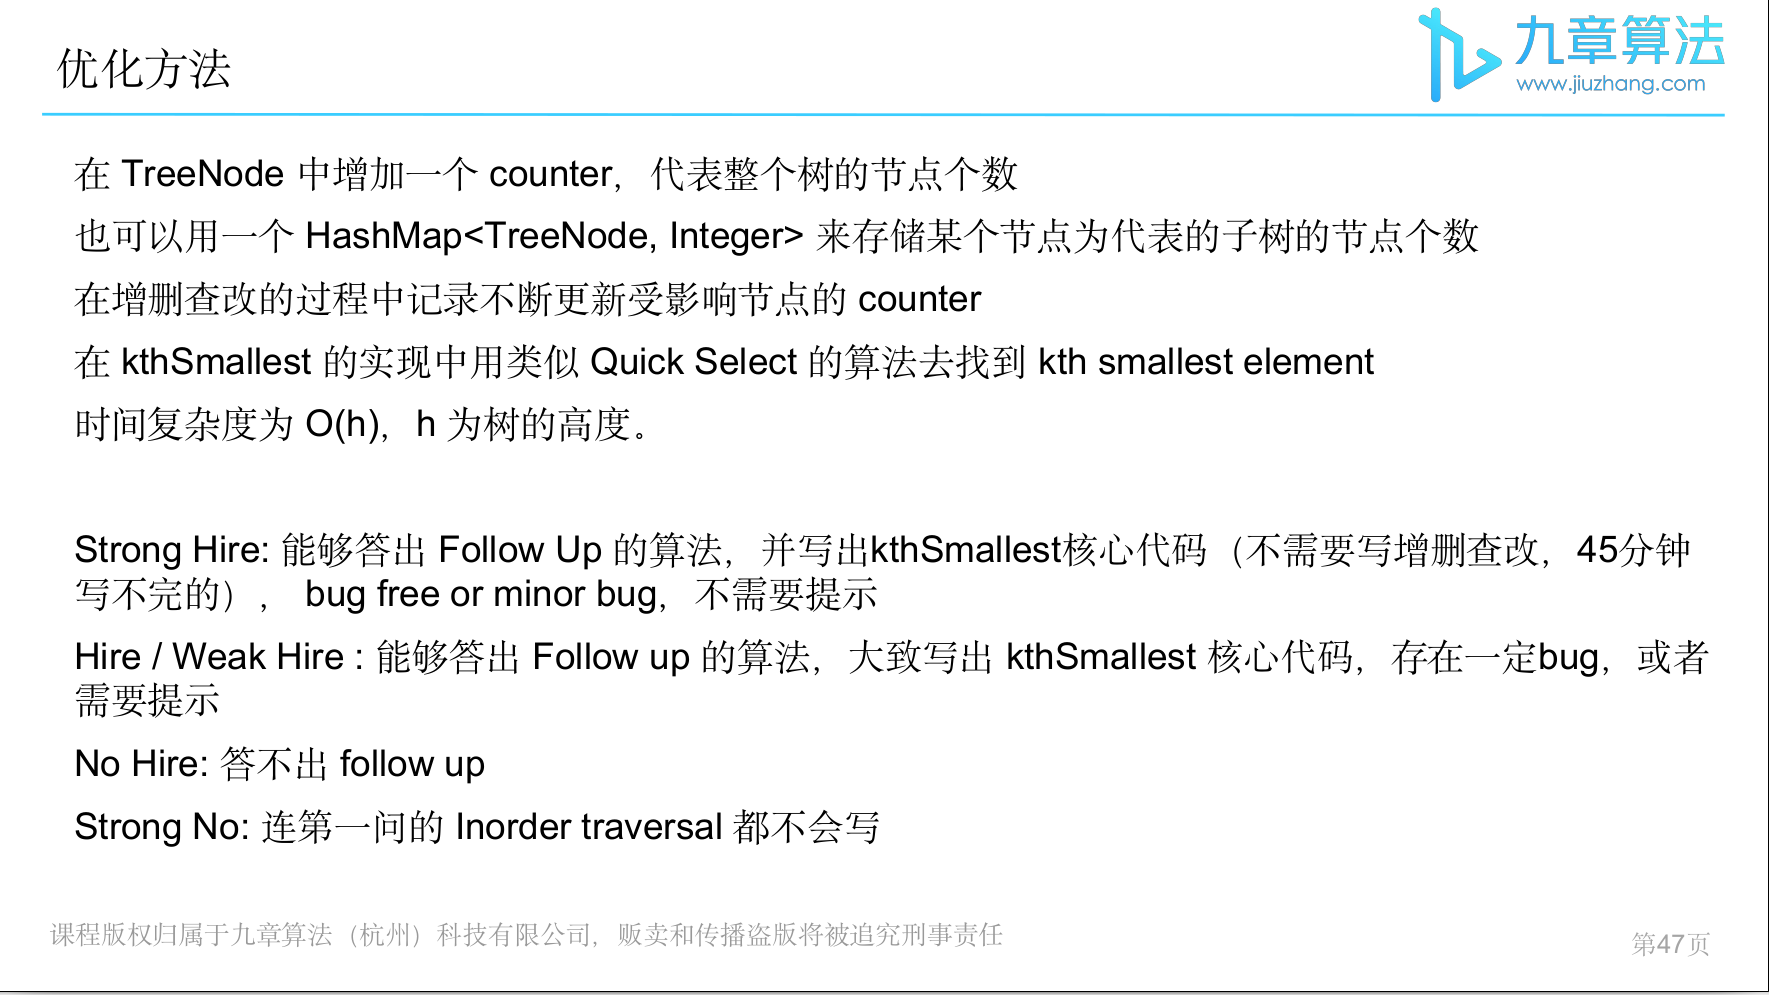 优化方法
九章算法
www.jiuzhang.com
在 TreeNode 中增加一个 counter，代表整个树的节点个数
也可以用一个 HashMap<TreeNode, Integer> 来存储某个节点为代表的子树的节点个数
在增删查改的过程中记录不断更新受影响节点的 counter
在 kthSmallest 的实现中用类似 Quick Select 的算法去找到 kth smallest element
时间复杂度为 O(h)，h 为树的高度。
Strong Hire: 能够答出 Follow Up 的算法，并写出kthSmallest核心代码（不需要写增删查改，45分钟
写不完的）， bug free or minor bug，不需要提示
Hire / Weak Hire : 能够答出 Follow up 的算法，大致写出 kthSmallest 核心代码，存在一定bug，或者
需要提示
No Hire: 答不出 follow up
Strong No: 连第一问的 Inorder traversal 都不会写
课程版权归属于九章算法（杭州）科技有限公司，贩卖和传播盗版将被追究刑事责任
第47页